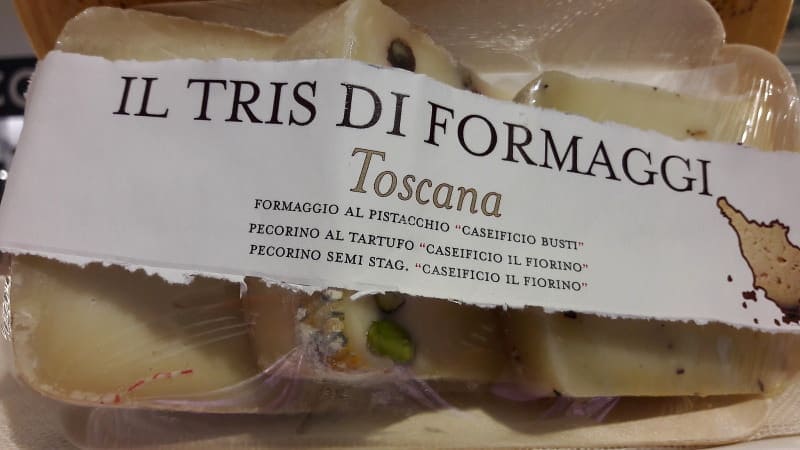 IL TRIS DI FORMAGGI
Toscana
FORMAGGIO AL PISTACCHIO "CASEIFICIO BUSTI"
PECORINO AL TARTUFO "CASEIFICIO IL FIORINO"
PECORINO SEMI STAG. "CASEIFICIO IL FIORINO"